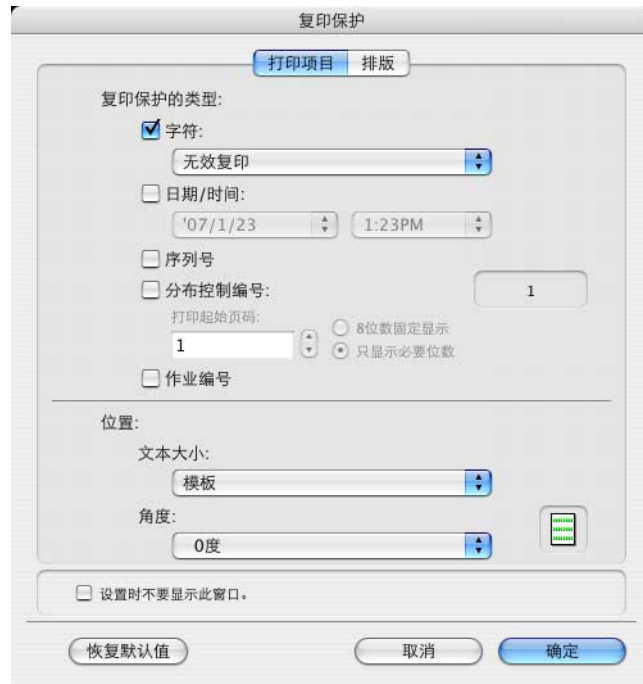 复印保护
打印项目 排版
复印保护的类型:
字符:
无效复印
日期/时间:
'07/1/23 1:23PM
序列号
分布控制编号: 1
打印起始页码:
8位数固定显示
1
只显示必要位数
作业编号
位置:
文本大小:
模板
角度:
0度
设置时不要显示此窗口。
恢复默认值 取消 确定